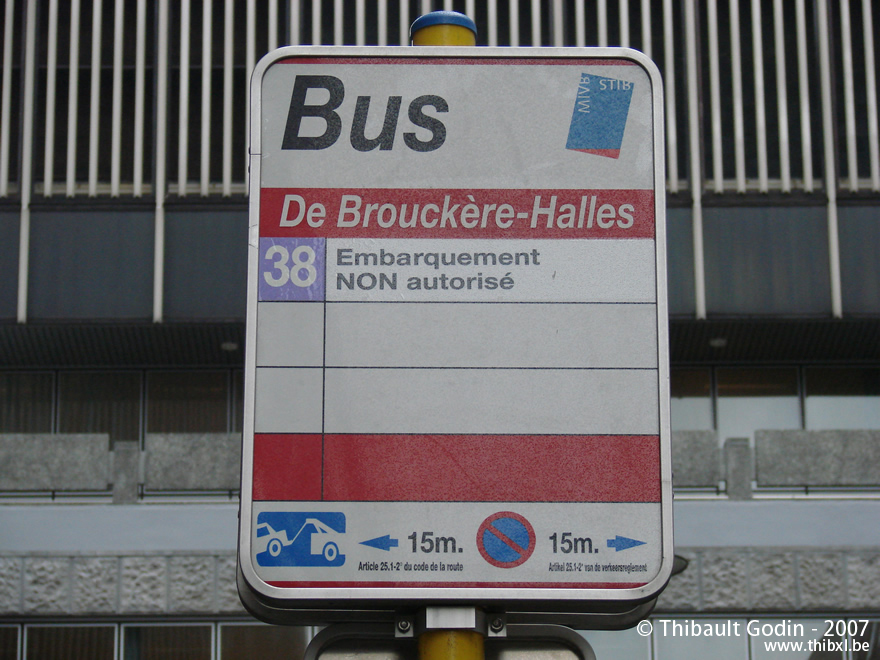 Bus
MIVB
STIB
De Brouckère-Halles
38
Embarquement
NON autorisé
15m.
15m.
Article 25.1-2° du code de la route
Artikel 25.1-2° van de verkeersreglement
© Thibault Godin - 2007
www.thibxl.be